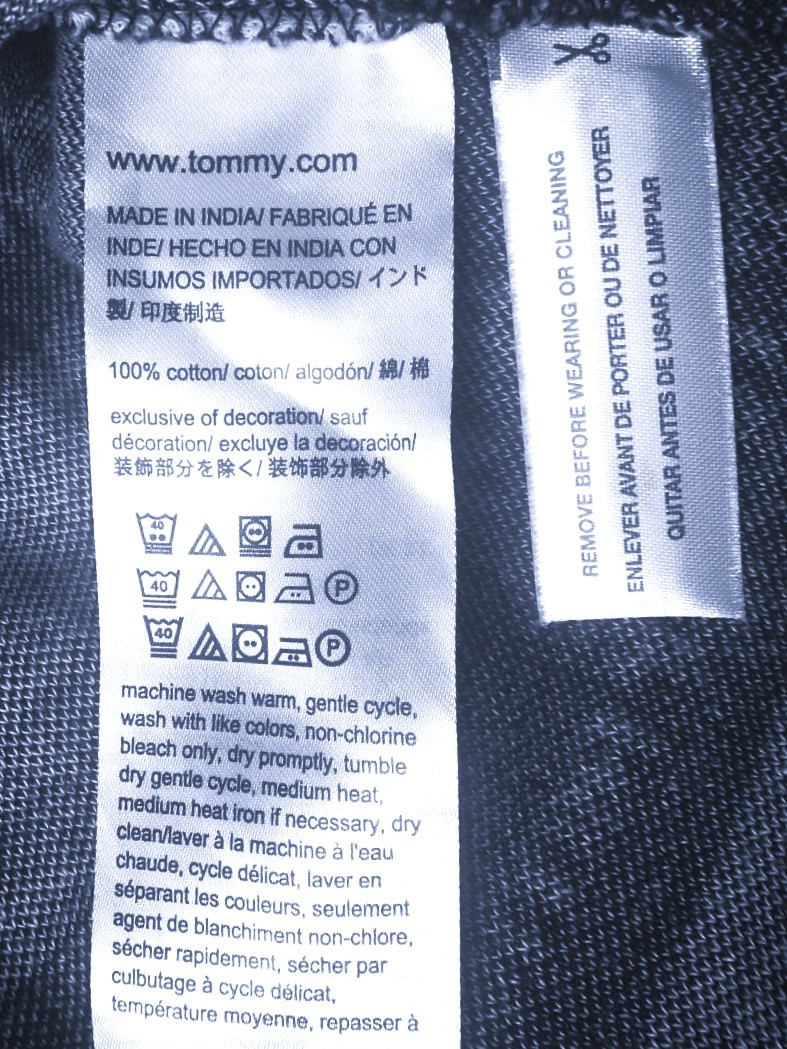 www.tommy.com
MADE IN INDIA/ FABRIQUÉ EN
INDE/ HECHO EN INDIA CON
INSUMOS IMPORTADOS/ インド
製/ 印度制造
100% cotton/ coton/ algodón/ 綿/ 棉
exclusive of decoration/ sauf
décoration/ excluye la decoración/
装飾部分を除く/ 装饰部分除外
40
40 P
40 P
machine wash warm, gentle cycle,
wash with like colors, non-chlorine
bleach only, dry promptly, tumble
dry gentle cycle, medium heat,
medium heat iron if necessary, dry
clean/laver à la machine à l'eau
chaude, cycle délicat, laver en
séparant les couleurs, seulement
agent de blanchiment non-chlore,
sécher rapidement, sécher par
culbutage à cycle délicat,
température moyenne, repasser à
REMOVE BEFORE WEARING OR CLEANING
ENLEVER AVANT DE PORTER OU DE NETTOYER
QUITAR ANTES DE USAR O LIMPIAR